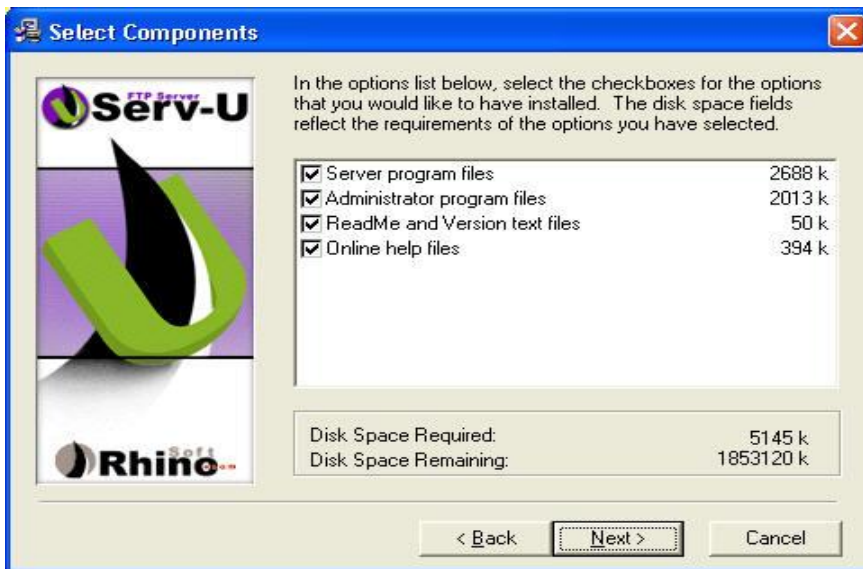 Select Components
FTP Server
Serv-U
In the options list below, select the checkboxes for the options
that you would like to have installed. The disk space fields
reflect the requirements of the options you have selected.
Server program files 2688 k
Administrator program files 2013 k
ReadMe and Version text files 50 k
Online help files 394 k
Disk Space Required: 5145 k
Disk Space Remaining: 1853120 k
Soft
Rhino
< Back Next > Cancel